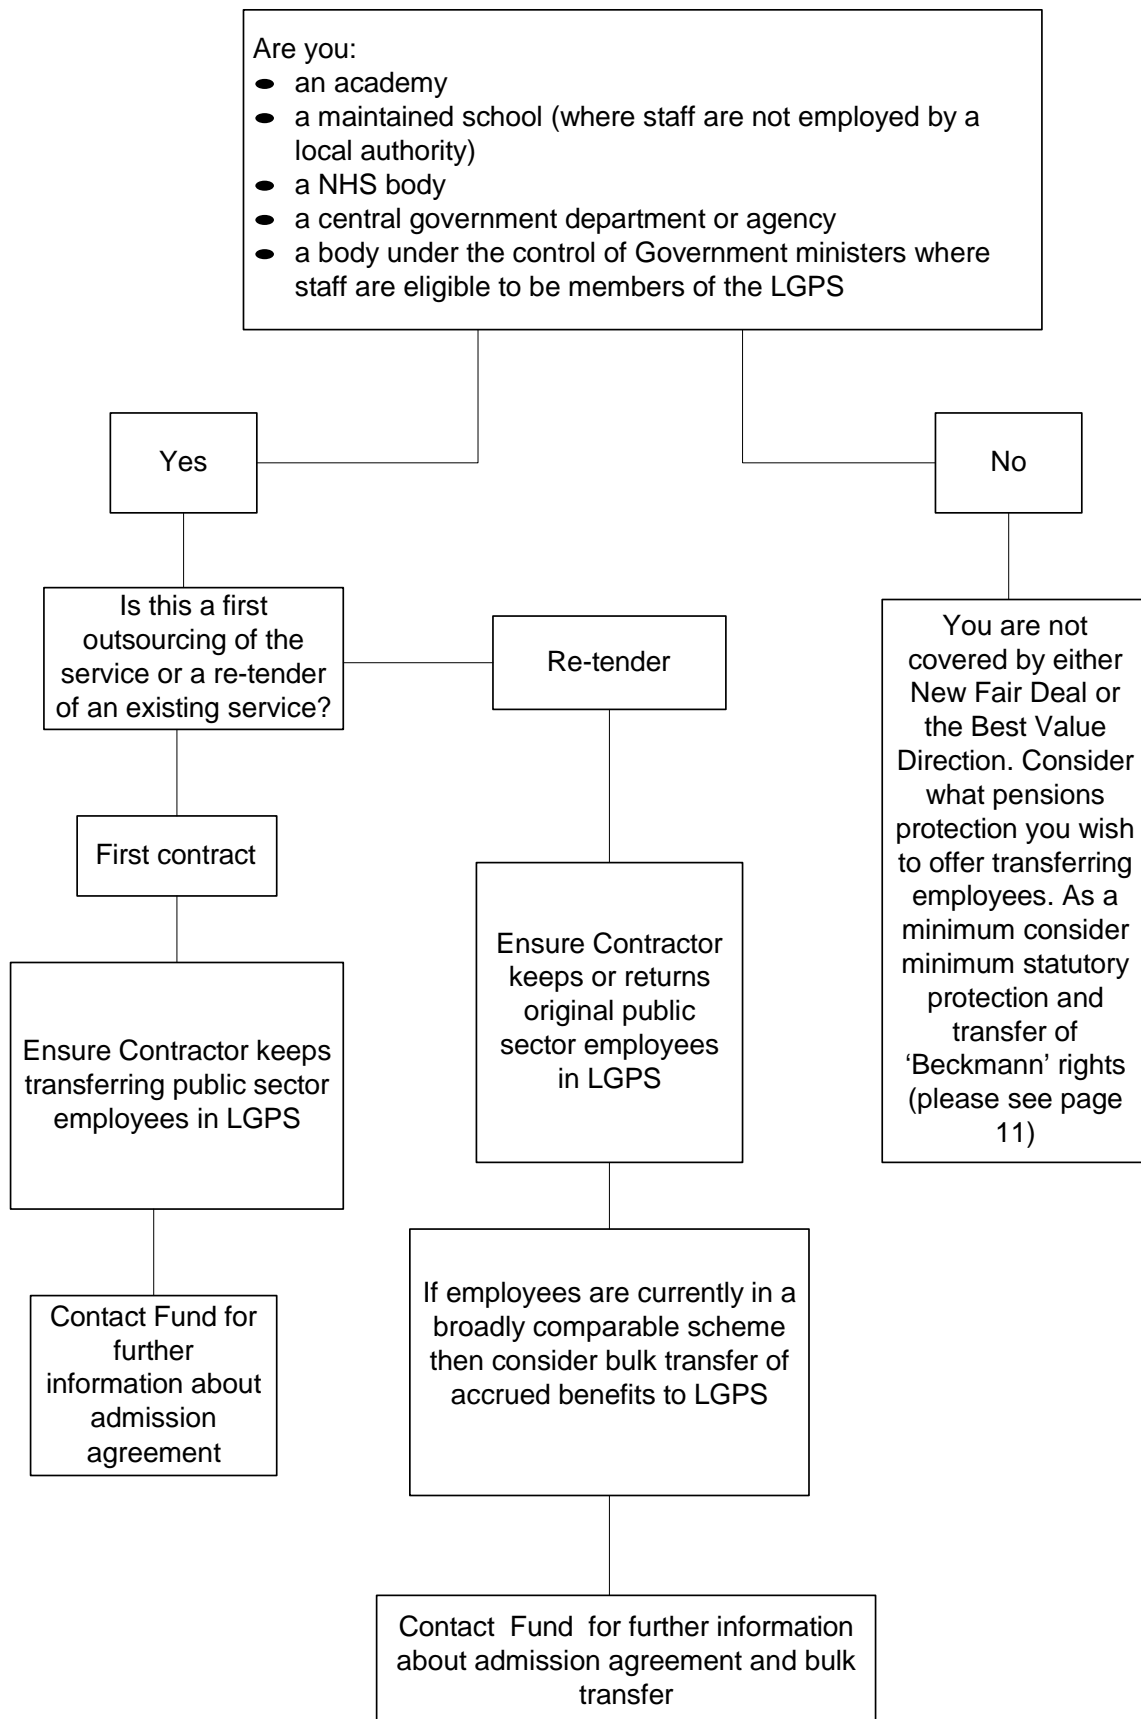 Are you:
an academy
a maintained school (where staff are not employed by a
local authority)
a NHS body
a central government department or agency
a body under the control of Government ministers where
staff are eligible to be members of the LGPS
Yes
No
Is this a first
outsourcing of the
service or a re-tender
of an existing service?
Re-tender
First contract
Ensure Contractor keeps
transferring public sector
employees in LGPS
Contact Fund for
further
information about
admission
agreement
Ensure Contractor
keeps or returns
original public
sector employees
in LGPS
If employees are currently in a
broadly comparable scheme
then consider bulk transfer of
accrued benefits to LGPS
Contact  Fund  for further information
about admission agreement and bulk
transfer
You are not
covered by either
New Fair Deal or
the Best Value
Direction. Consider
what pensions
protection you wish
to offer transferring
employees. As a
minimum consider
minimum statutory
protection and
transfer of
‘Beckmann’ rights
(please see page
11)